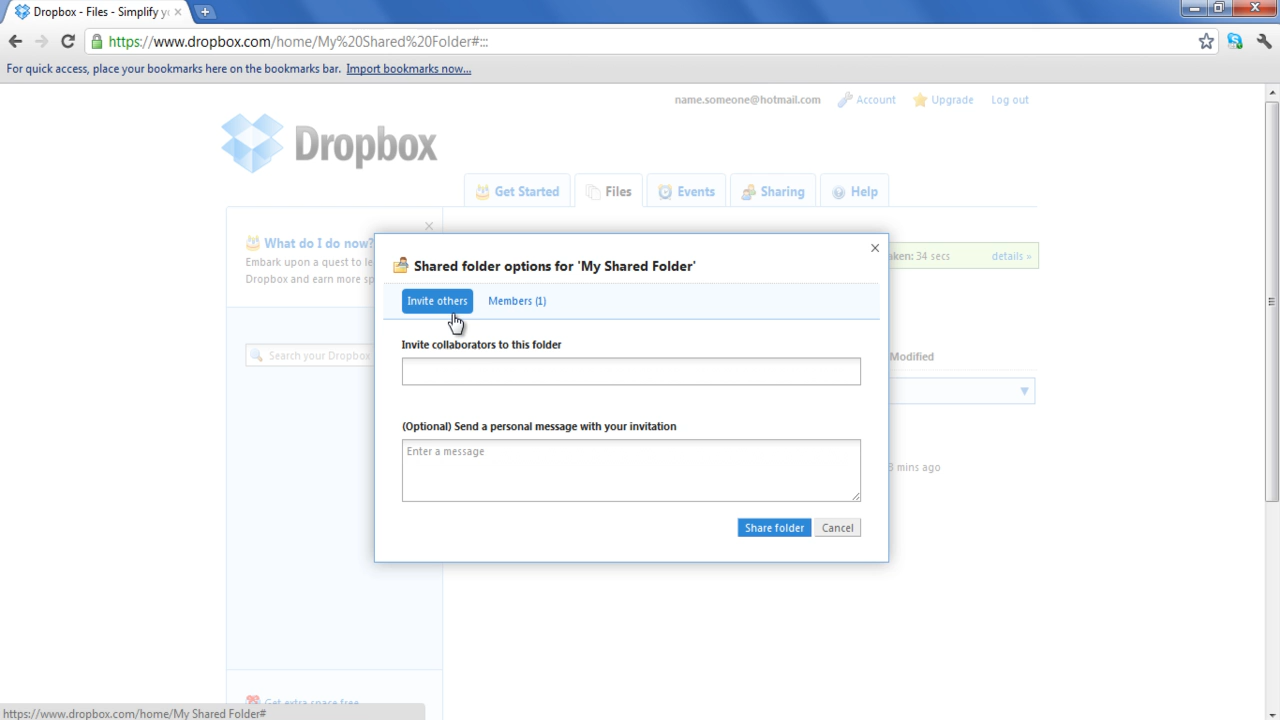 Dropbox - Files - Simplify y
https://www.dropbox.com/home/My%20Shared%20Folder#:::
For quick access, place your bookmarks here on the bookmarks bar. Import bookmarks now...
name.someone@hotmail.com Account Upgrade Log out
Dropbox
Get Started Files Events Sharing Help
What do I do now?
Embark upon a quest to le
Dropbox and earn more sp
aken: 34 secs details »
Shared folder options for 'My Shared Folder'
Invite others Members (1)
Invite collaborators to this folder
Search your Dropbox
Modified
(Optional) Send a personal message with your invitation
Enter a message
3 mins ago
Share folder Cancel
Get extra space free
https://www.dropbox.com/home/My Shared Folder#